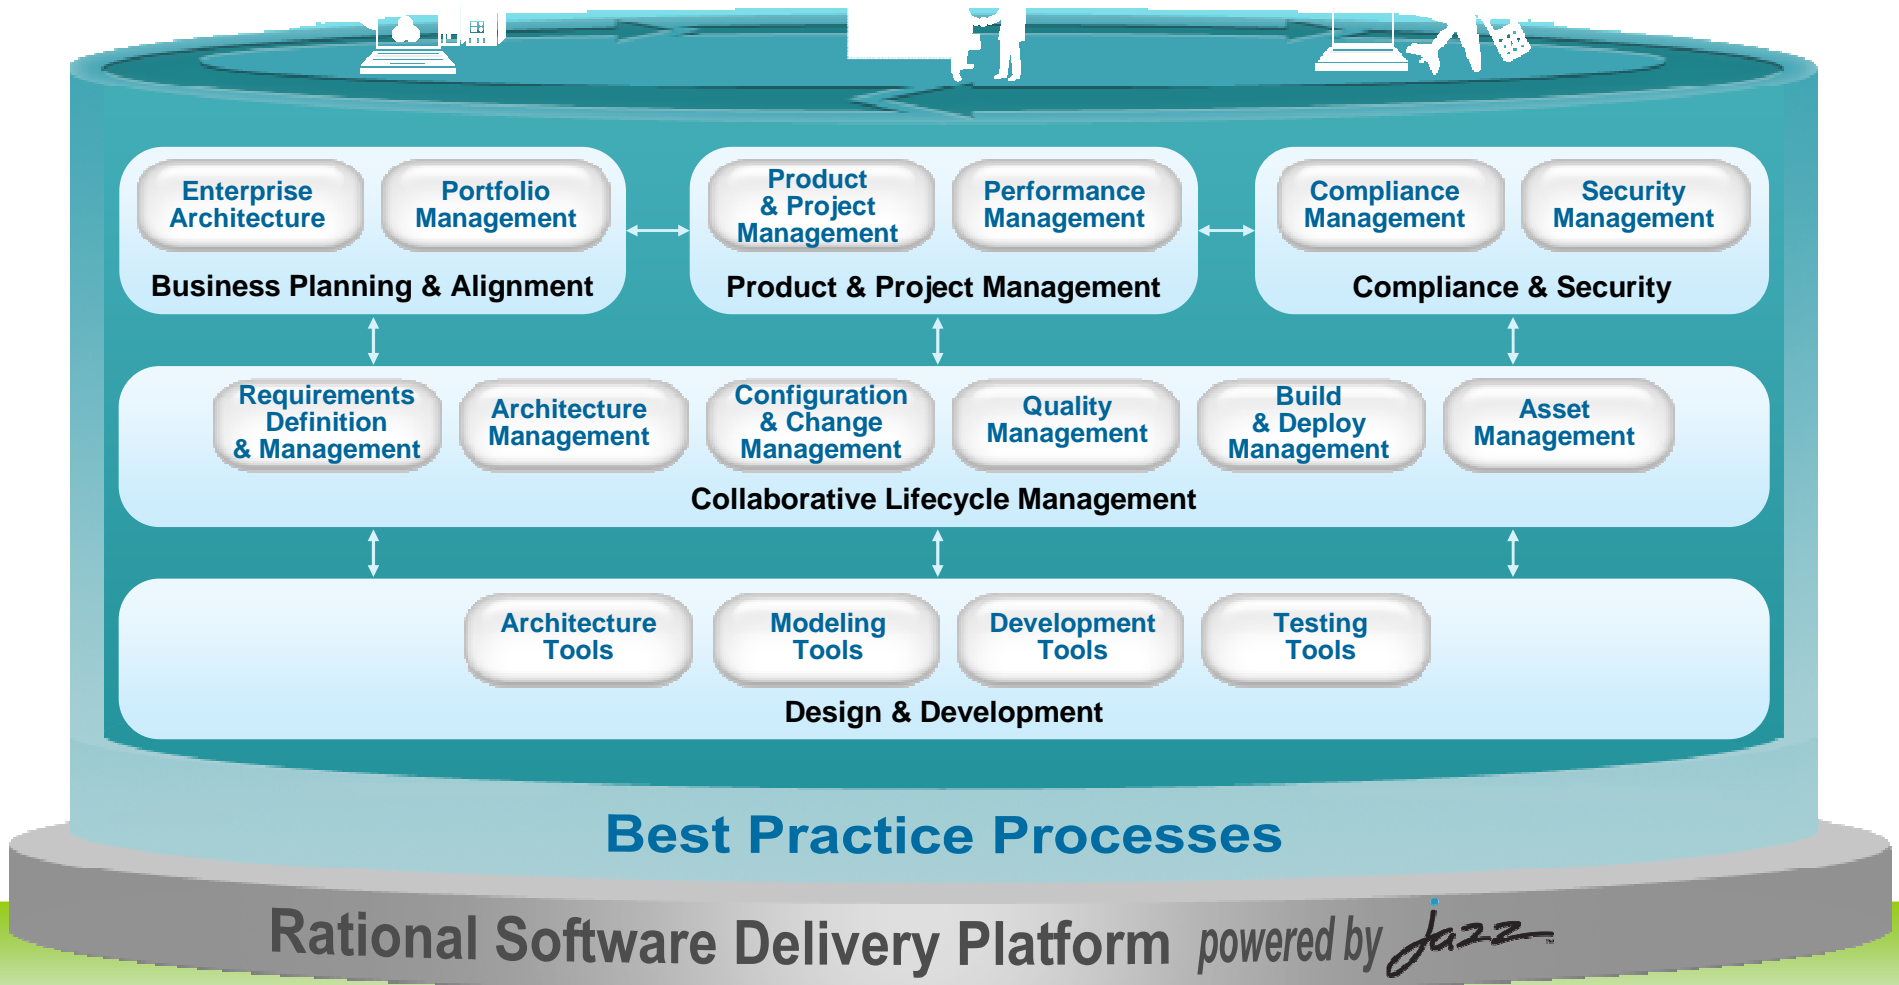 Enterprise
Architecture
Portfolio
Management
Business Planning & Alignment
Product
& Project
Management
Performance
Management
Product & Project Management
Compliance
Management
Security
Management
Compliance & Security
Requirements
Definition
& Management
Architecture
Management
Configuration
& Change
Management
Quality
Management
Build
& Deploy
Management
Asset
Management
Collaborative Lifecycle Management
Architecture
Tools
Modeling
Tools
Development
Tools
Testing
Tools
Design & Development
Best Practice Processes
Rational Software Delivery Platform powered by jazz™